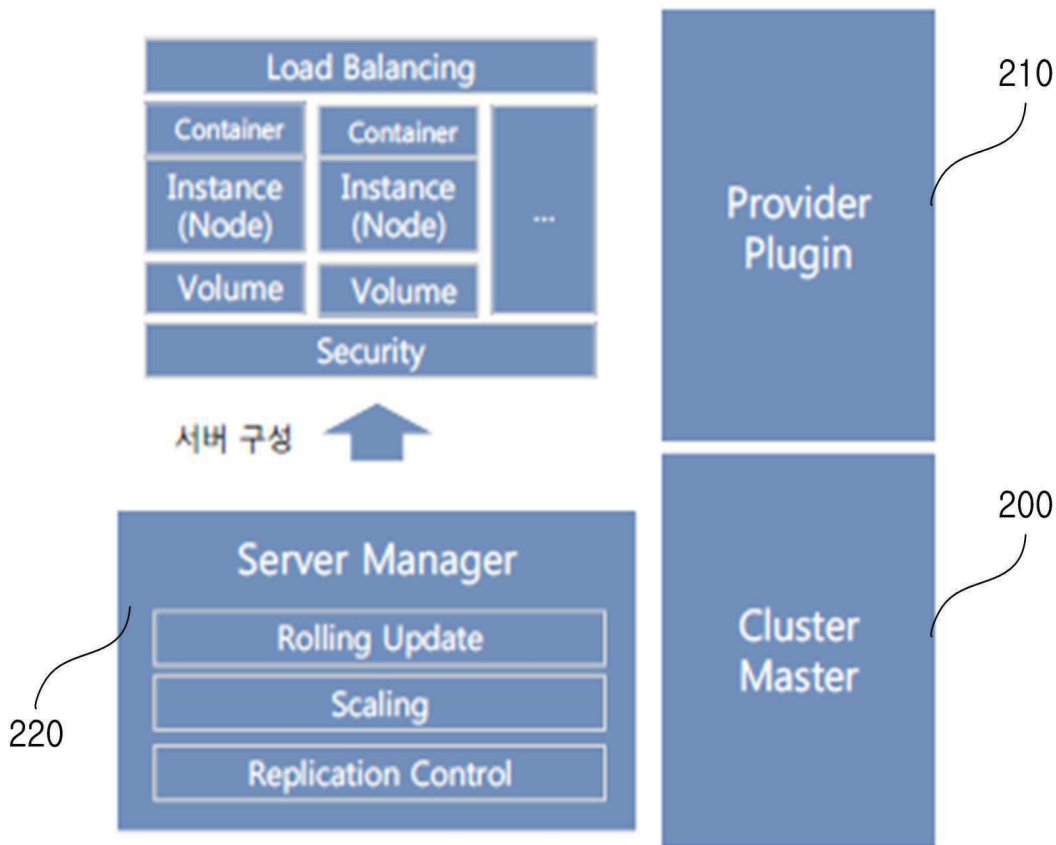 Load Balancing
Container
Container
Instance
(Node)
Instance
(Node)
...
Volume
Volume
Security
서버 구성
Provider
Plugin
210
Server Manager
Rolling Update
Scaling
Replication Control
220
Cluster
Master
200